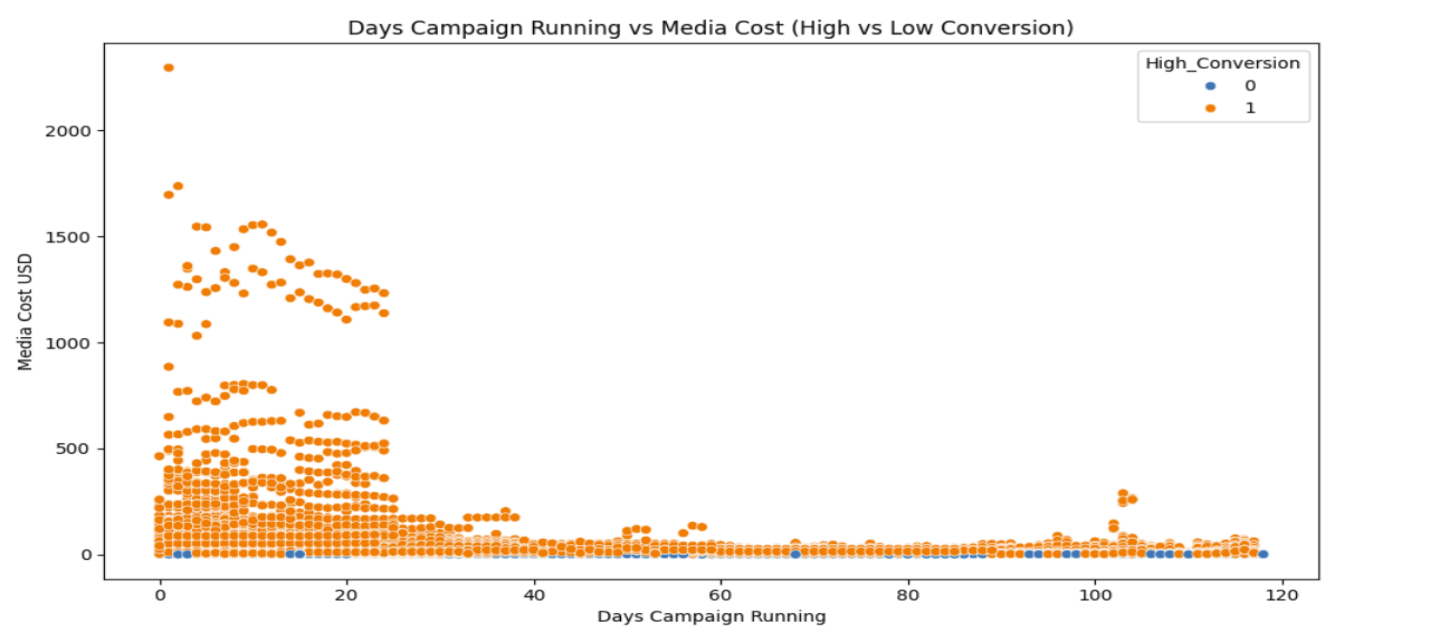 Days Campaign Running vs Media Cost (High vs Low Conversion)
High_Conversion
0
1
Media Cost USD
2000
1500
1000
500
0
0 20 40 60 80 100 120
Days Campaign Running